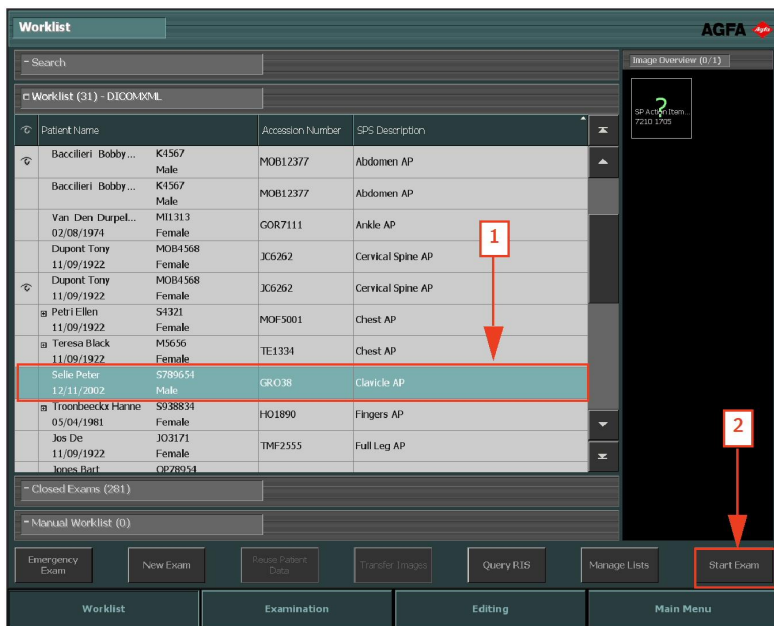 Worklist
AGFA
Agfa
Image Overview (0/1)
?
SP Action Item...
7210 1705
Search
Worklist (31) - DICOMXML
Patient Name
Accession Number
SPS Description
Baccilieri Bobby... K4567 MOB12377 Abdomen AP
Male
Baccilieri Bobby... K4567 MOB12377 Abdomen AP
Male
Van Den Durpel... MI1313 GOR7111 Ankle AP
02/08/1974 Female
1
Dupont Tony MOB4568 JC6262 Cervical Spine AP
11/09/1922 Female
Dupont Tony MOB4568 JC6262 Cervical Spine AP
11/09/1922 Female
Petri Ellen S4321 MOF5001 Chest AP
11/09/1922 Female
Teresa Black M5656 TE1334 Chest AP
11/09/1922 Female
Selie Peter S789654 GRO38 Clavicle AP
12/11/2002 Male
Troonbeeckx Hanne S938834 HO1890 Fingers AP
05/04/1981 Female
Jos De JO3171 TMF2555 Full Leg AP
11/09/1922 Female
Jones Bart OP78954
2
Closed Exams (281)
Manual Worklist (0)
Emergency Exam
New Exam
Reuse Patient Data
Transfer Images
Query RIS
Manage Lists
Start Exam
Worklist
Examination
Editing
Main Menu